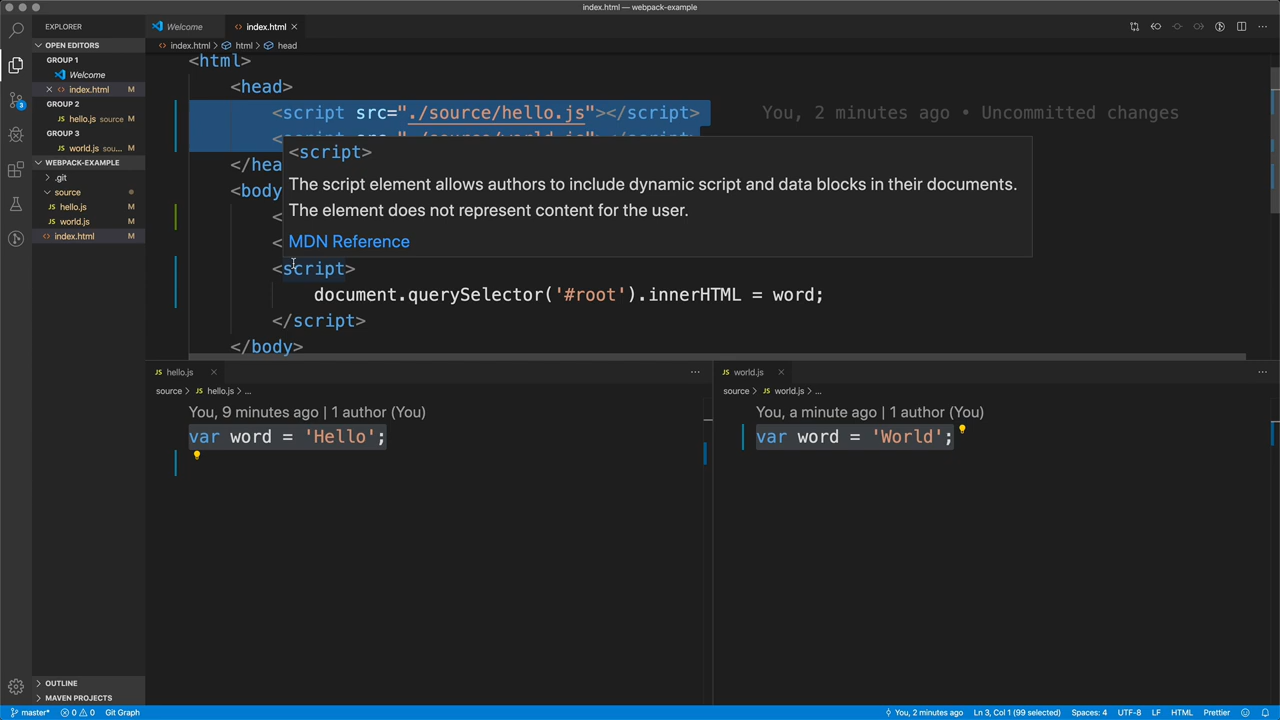 index.html — webpack-example
EXPLORER
OPEN EDITORS
GROUP 1
Welcome
index.html M
GROUP 2
hello.js source M
GROUP 3
world.js sou... M
WEBPACK-EXAMPLE
.git
source
hello.js M
world.js M
index.html M
OUTLINE
MAVEN PROJECTS
3
Welcome
index.html
index.html > html > head
<html>
<head>
<script src="./source/hello.js"></script> You, 2 minutes ago • Uncommitted changes
</hea
<body
<script>
The script element allows authors to include dynamic script and data blocks in their documents.
The element does not represent content for the user.
MDN Reference
<
<
<script>
document.querySelector('#root').innerHTML = word;
</script>
</body>
hello.js
source > hello.js > ...
You, 9 minutes ago | 1 author (You)
var word = 'Hello';
world.js
source > world.js > ...
You, a minute ago | 1 author (You)
var word = 'World';
master* 0 0 Git Graph You, 2 minutes ago Ln 3, Col 1 (99 selected) Spaces: 4 UTF-8 LF HTML Prettier